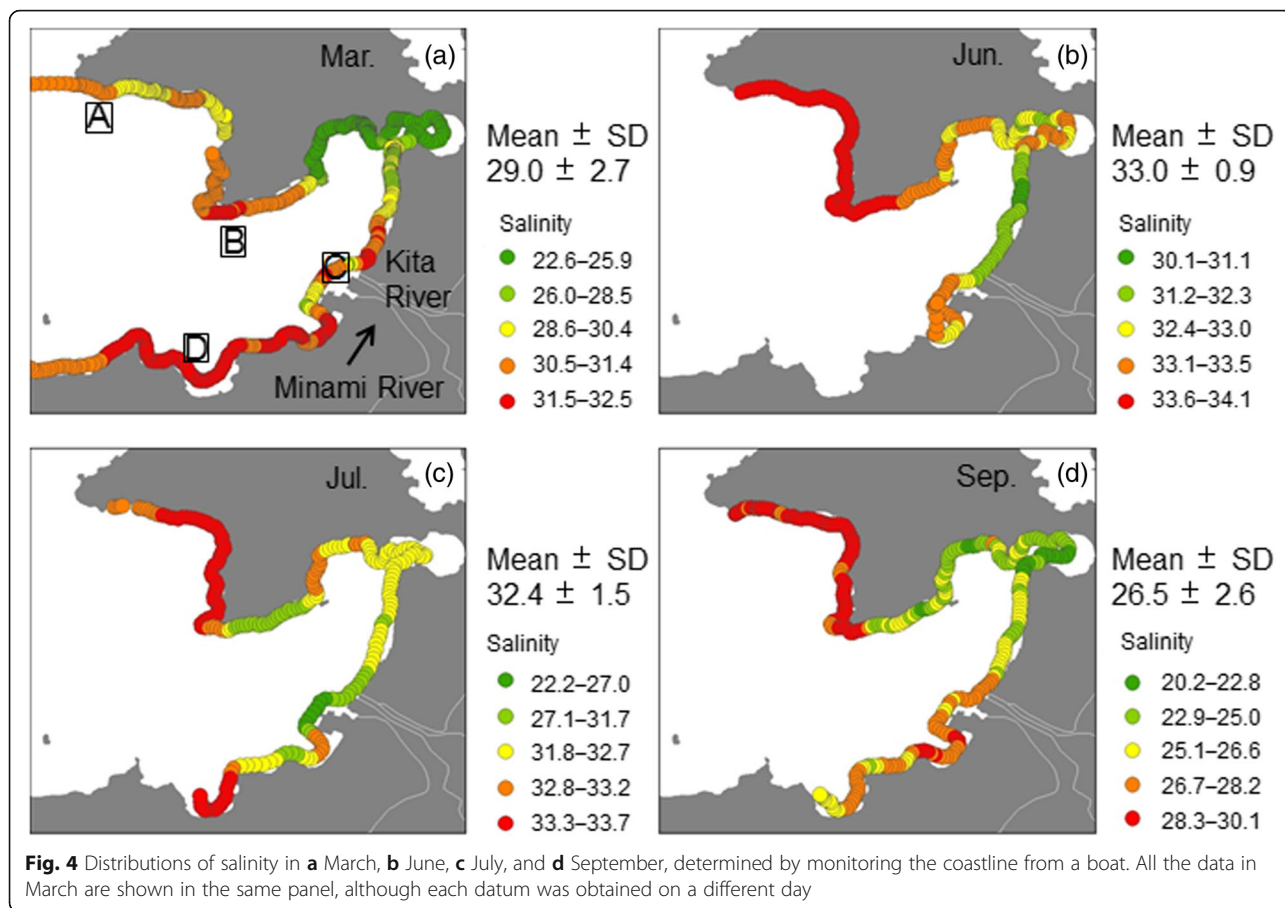 Mar.
(a)
A
B
C
D
Kita
River
Minami River
Mean ± SD
29.0 ± 2.7
Salinity
22.6–25.9
26.0–28.5
28.6–30.4
30.5–31.4
31.5–32.5
Jun.
(b)
Mean ± SD
33.0 ± 0.9
Salinity
30.1–31.1
31.2–32.3
32.4–33.0
33.1–33.5
33.6–34.1
Jul.
(c)
Mean ± SD
32.4 ± 1.5
Salinity
22.2–27.0
27.1–31.7
31.8–32.7
32.8–33.2
33.3–33.7
Sep.
(d)
Mean ± SD
26.5 ± 2.6
Salinity
20.2–22.8
22.9–25.0
25.1–26.6
26.7–28.2
28.3–30.1
Fig. 4 Distributions of salinity in a March, b June, c July, and d September, determined by monitoring the coastline from a boat. All the data in
March are shown in the same panel, although each datum was obtained on a different day